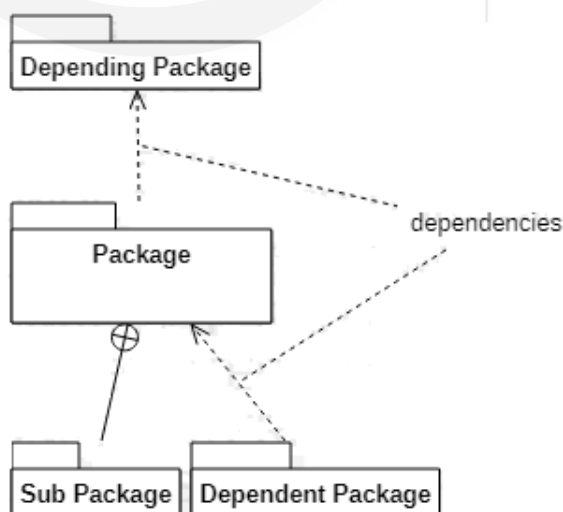 Depending Package
dependencies
Package
Sub Package
Dependent Package